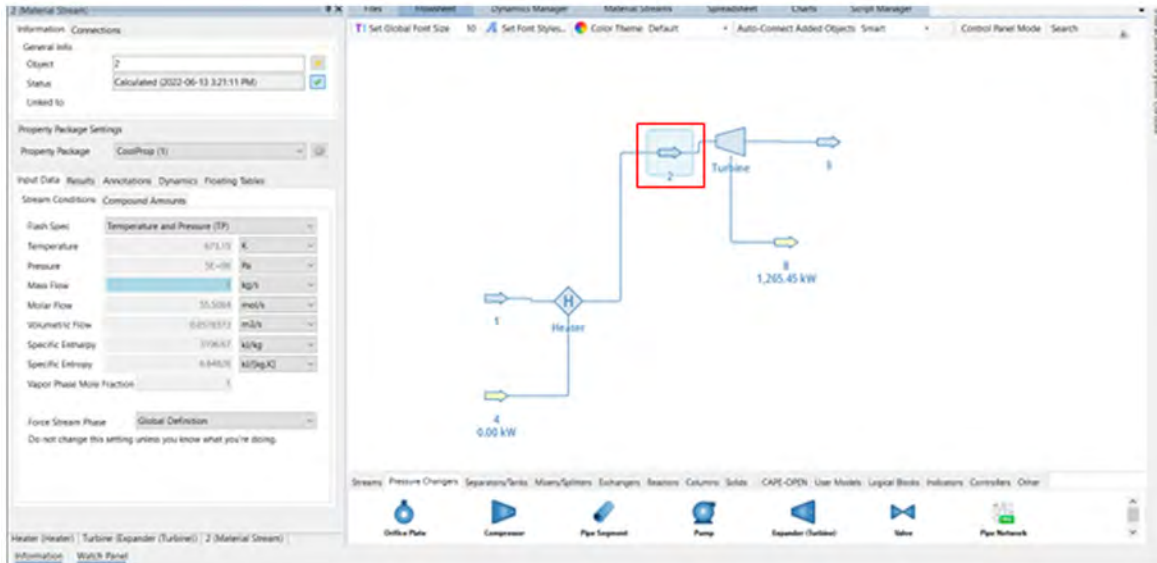 2 (Material Stream)
Information Connections
General Info
Object 2
Status Calculated (2022-06-13 3:21:11 PM)
Linked to
Property Package Settings
Property Package CoolProp (1)
Input Data Results Annotations Dynamics Floating Tables
Stream Conditions Compound Amounts
Flash Spec Temperature and Pressure (TP)
Temperature 673.15 K
Pressure Pa
Mass Flow 1 kg/s
Molar Flow 55.5084 mol/s
Volumetric Flow m3/s
Specific Enthalpy kJ/kg
Specific Entropy kJ/[kg.K]
Vapor Phase Mole Fraction 1
Force Stream Phase Global Definition
Do not change this setting unless you know what you're doing.
Heater (Heater) Turbine (Expander (Turbine)) 2 (Material Stream)
Information Watch Panel
Files Flowsheet Dynamics Manager Material Streams Spreadsheet Charts Script Manager
Set Global Font Size 10 Set Font Styles... Color Theme Default Auto-Connect Added Objects Smart Control Panel Mode Search
2
Turbine
1
Heater
8
1,265.45 kW
4
0.00 kW
Streams Pressure Changers Separators/Tanks Mixers/Splitters Exchangers Reactors Columns Solids CAPE-OPEN User Models Logical Blocks Indicators Controllers Other
Orifice Plate Compressor Pipe Segment Pump Expander (Turbine) Valve Pipe Network